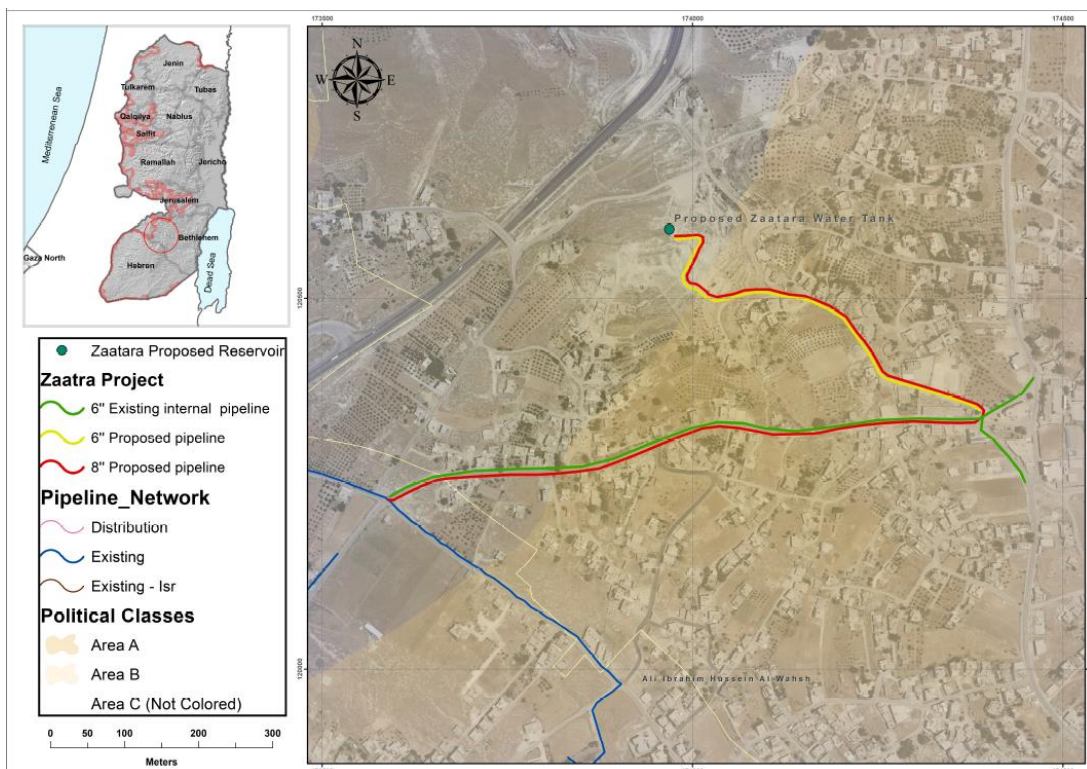 Mediterranean Sea
Jenin
Tulkarem
Tubas
Qalqilya
Nablus
Salfit
Ramallah
Jericho
Jerusalem
Bethlehem
Gaza North
Hebron
Dead Sea
Zaatara Proposed Reservoir
Zaatra Project
6" Existing internal pipeline
6" Proposed pipeline
8" Proposed pipeline
Pipeline_Network
Distribution
Existing
Existing - Isr
Political Classes
Area A
Area B
Area C (Not Colored)
0 50 100 200 300
Meters
173500
174000
174500
N
W E
S
Proposed Zaatara Water Tank
120500
120000
Ali Ibrahim Hussein Al-Wahsh